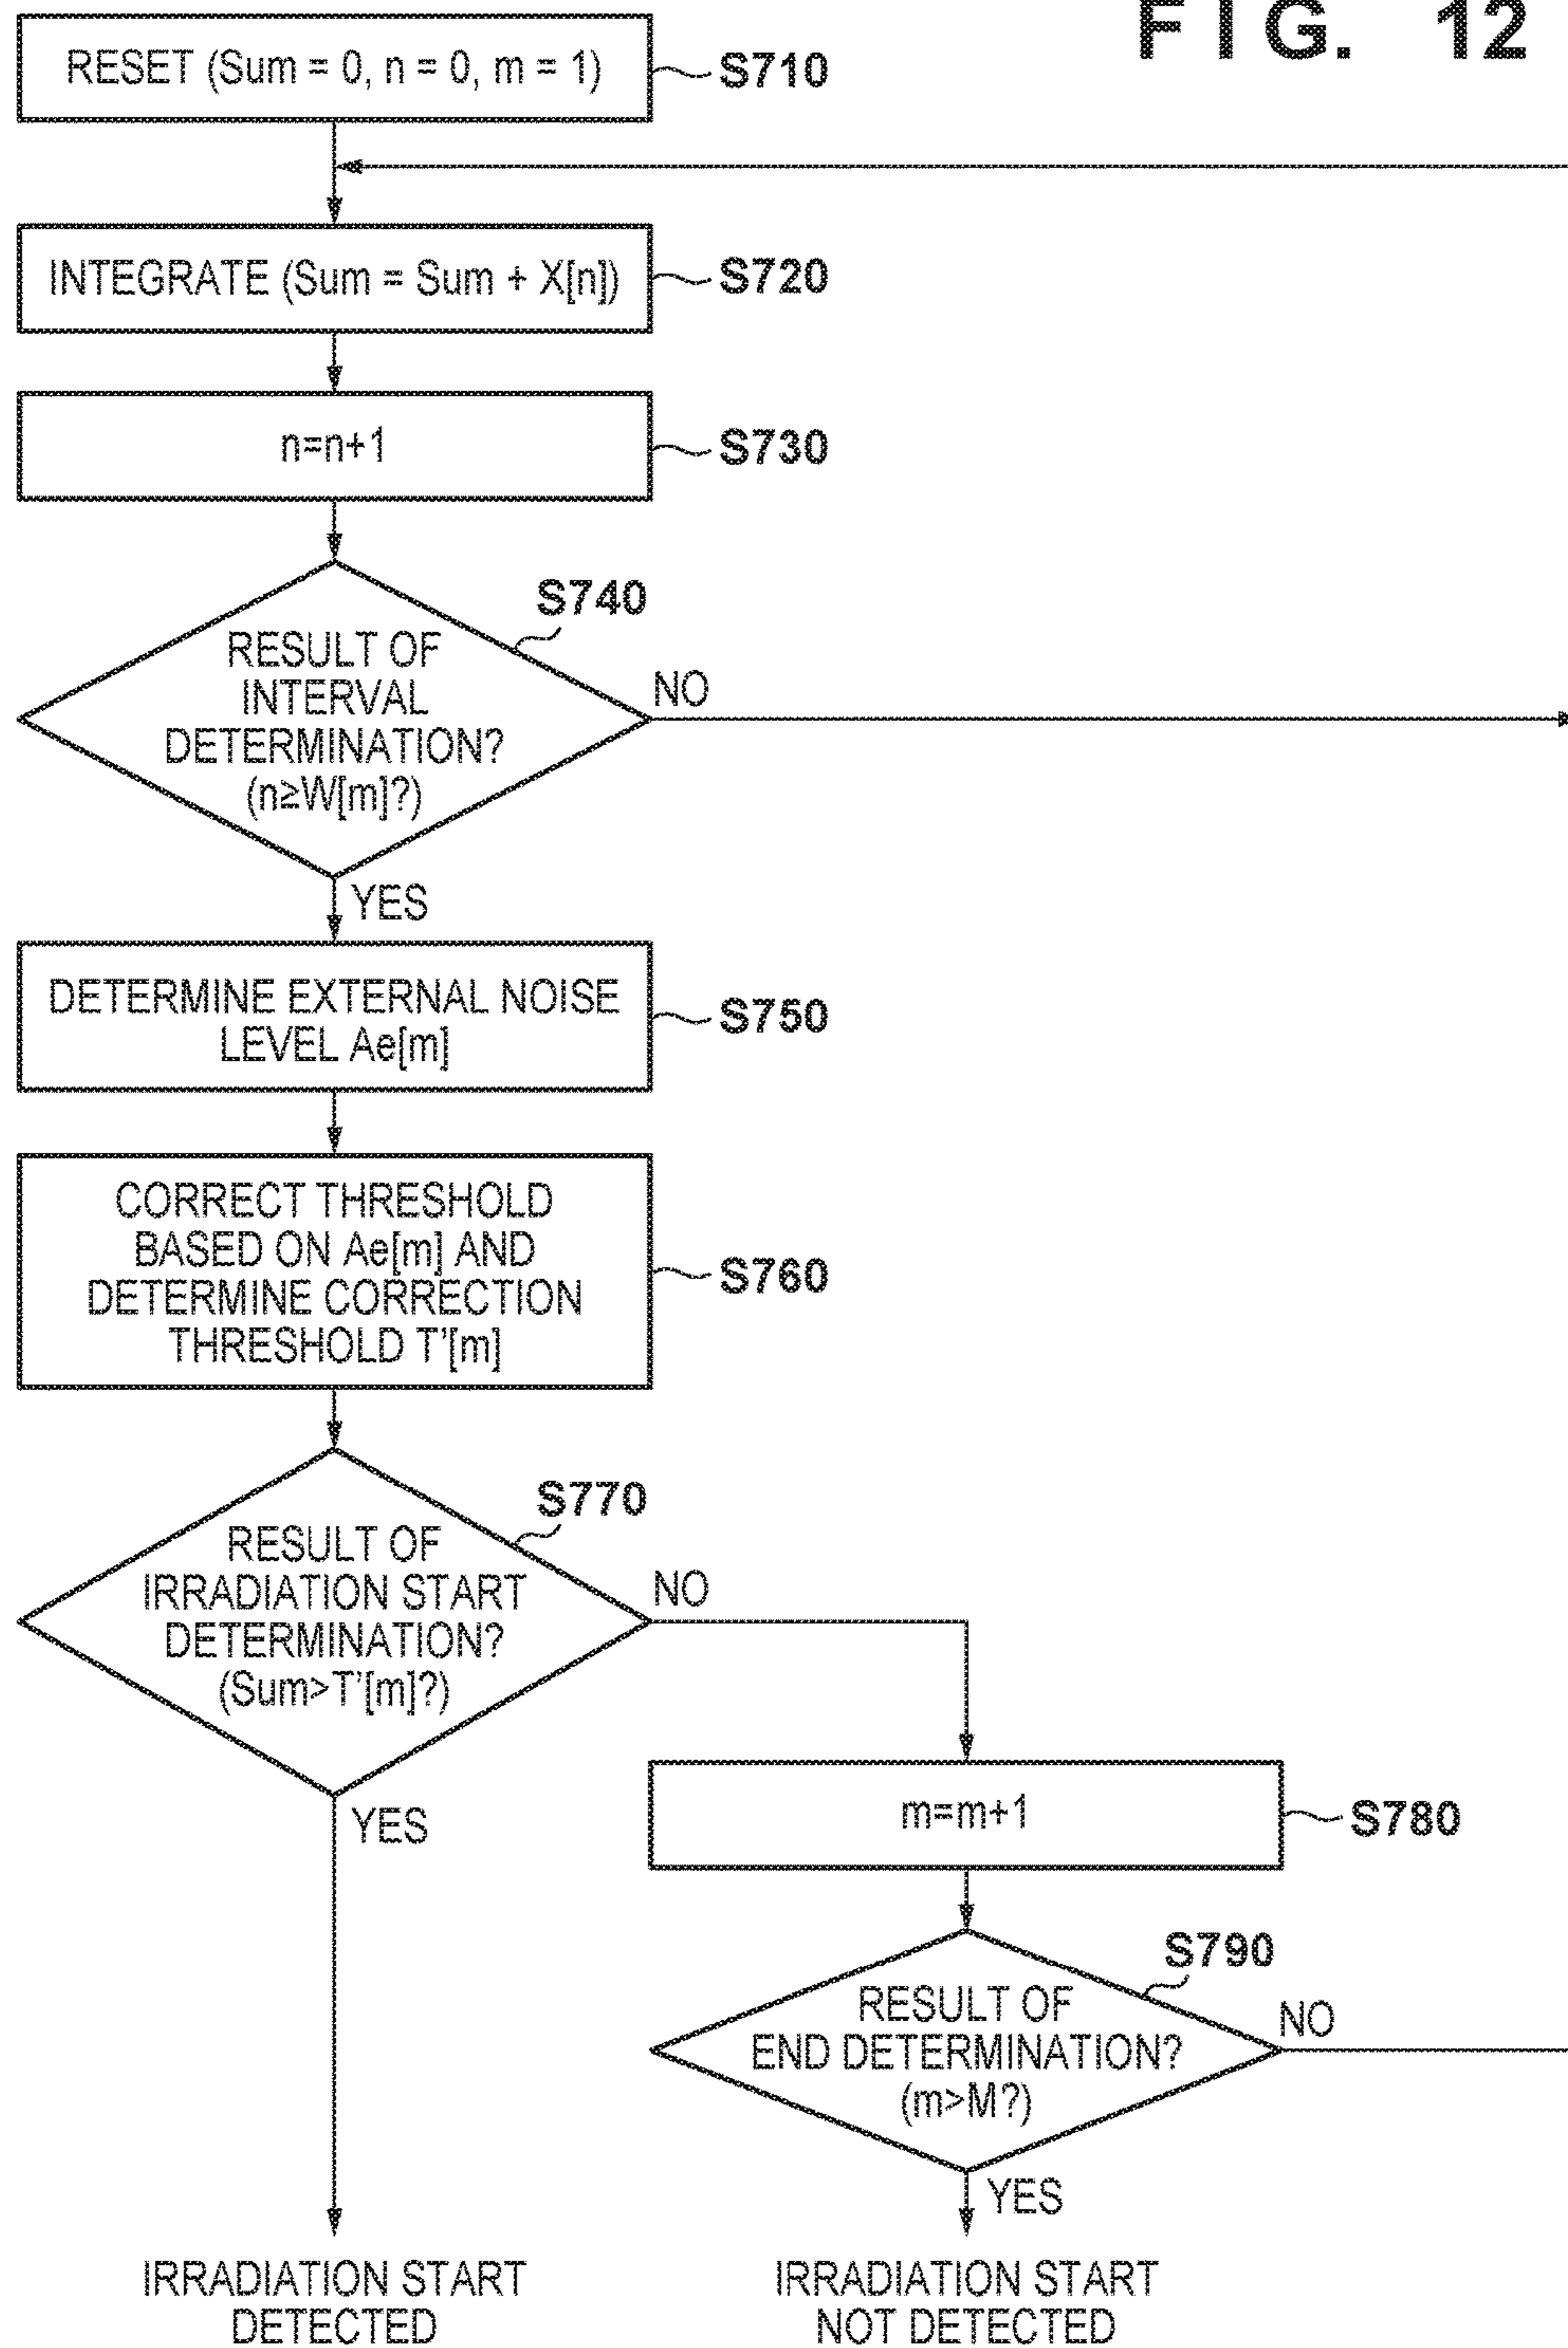 FIG. 12
RESET (Sum = 0, n = 0, m = 1)
S710
INTEGRATE (Sum = Sum + X[n])
S720
n=n+1
S730
S740
RESULT OF
INTERVAL
DETERMINATION?
(n≥W[m]?)
NO
YES
DETERMINE EXTERNAL NOISE
LEVEL Ae[m]
S750
CORRECT THRESHOLD
BASED ON Ae[m] AND
DETERMINE CORRECTION
THRESHOLD T'[m]
S760
S770
RESULT OF
IRRADIATION START
DETERMINATION?
(Sum>T'[m]?)
NO
YES
m=m+1
S780
S790
RESULT OF
END DETERMINATION?
(m>M?)
NO
YES
IRRADIATION START
DETECTED
IRRADIATION START
NOT DETECTED